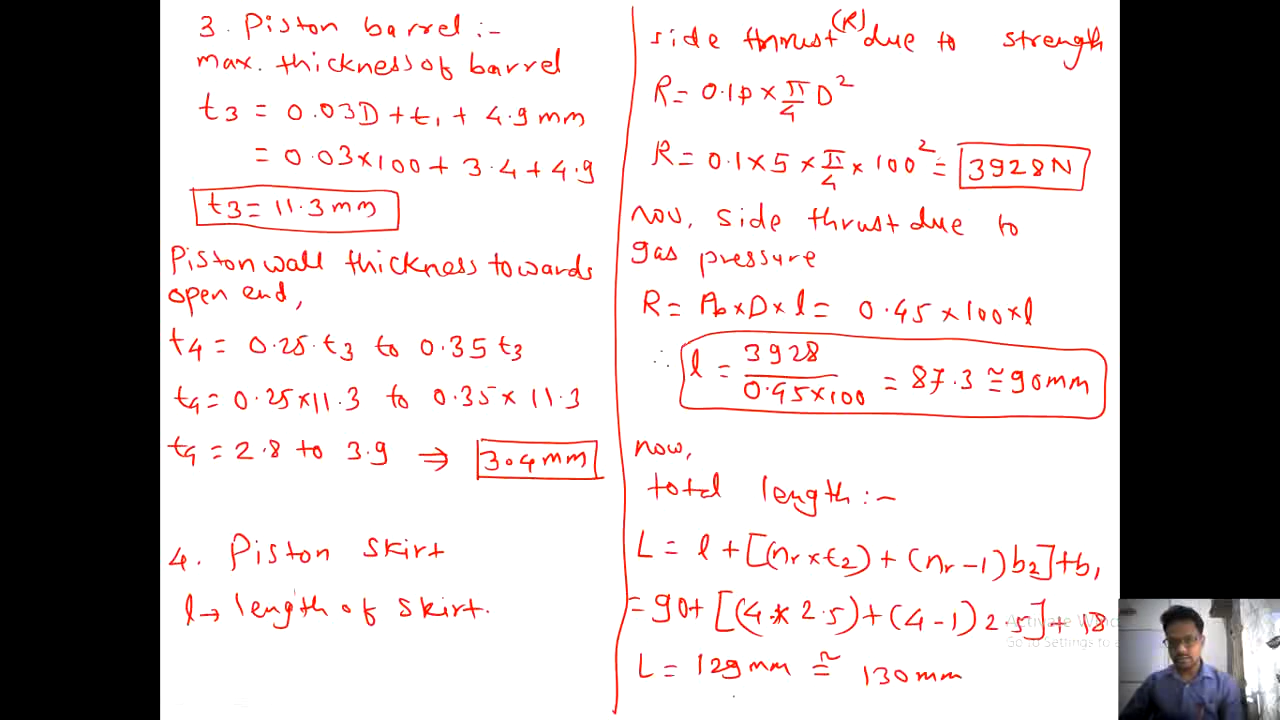 3. Piston barrel :-
max. thickness of barrel
t3 = 0.03D + t1 + 4.9 mm
= 0.03×100 + 3.4 + 4.9
t3 = 11.3 mm
Piston wall thickness towards
open end,
t4 = 0.25.t3 to 0.35 t3
t4 = 0.25×11.3 to 0.35×11.3
t4 = 2.8 to 3.9 ⇒ 3.4 mm
4. Piston skirt
l → length of skirt.
side thrust (R) due to strength
R = 0.1p × π/4 D²
R = 0.1×5 × π/4 × 100² = 3928 N
now, side thrust due to
gas pressure
R = Pb×D×l = 0.45×100×l
∴ l = 3928 / 0.45×100 = 87.3 ≅ 90mm
now,
total length :-
L = l + [(nr×t2) + (nr-1) b2] + b1
= 90+ [(4×2.5) + (4-1) 2.5] + 18
L = 129 mm ≅ 130 mm